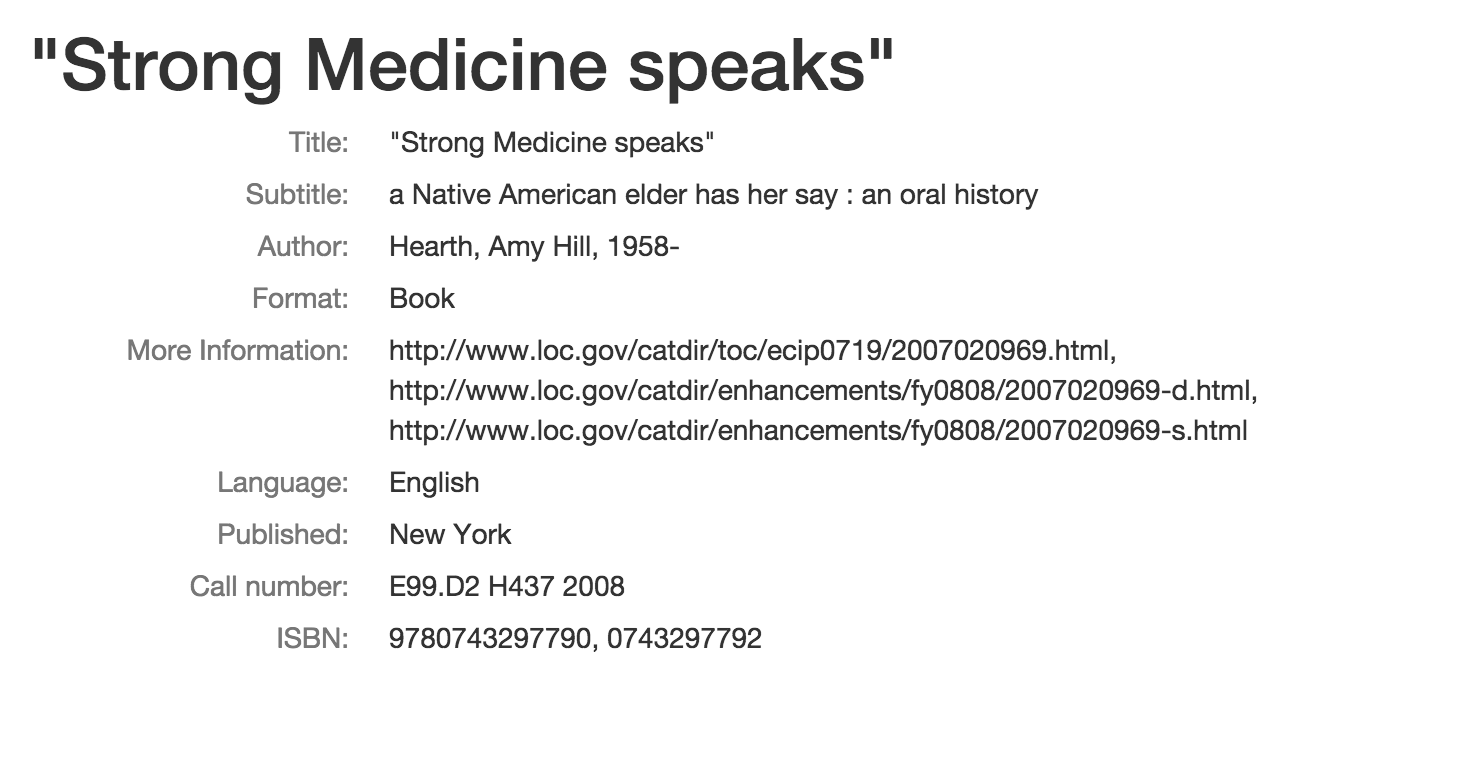 "Strong Medicine speaks"
Title: "Strong Medicine speaks"
Subtitle: a Native American elder has her say : an oral history
Author: Hearth, Amy Hill, 1958-
Format: Book
More Information: http://www.loc.gov/catdir/toc/ecip0719/2007020969.html,
http://www.loc.gov/catdir/enhancements/fy0808/2007020969-d.html,
http://www.loc.gov/catdir/enhancements/fy0808/2007020969-s.html
Language: English
Published: New York
Call number: E99.D2 H437 2008
ISBN: 9780743297790, 0743297792